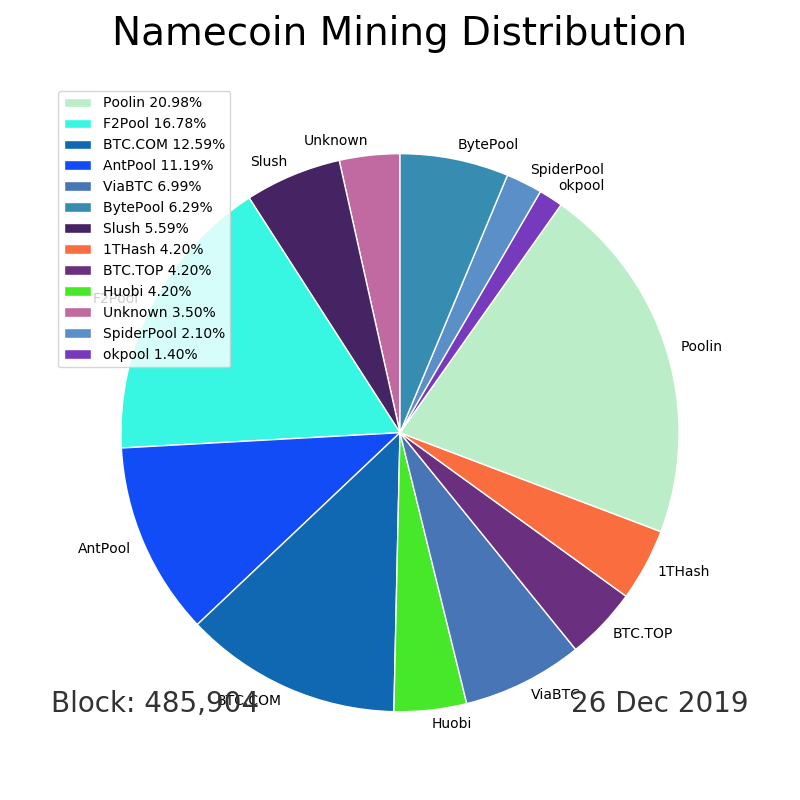 Namecoin Mining Distribution
Poolin 20.98%
F2Pool 16.78%
BTC.COM 12.59%
AntPool 11.19%
ViaBTC 6.99%
BytePool 6.29%
Slush 5.59%
1THash 4.20%
BTC.TOP 4.20%
Huobi 4.20%
Unknown 3.50%
SpiderPool 2.10%
okpool 1.40%
Unknown
BytePool
Slush
SpiderPool
okpool
F2Pool
Poolin
AntPool
1THash
BTC.TOP
BTC.COM
ViaBTC
Huobi
Block: 485,904
26 Dec 2019